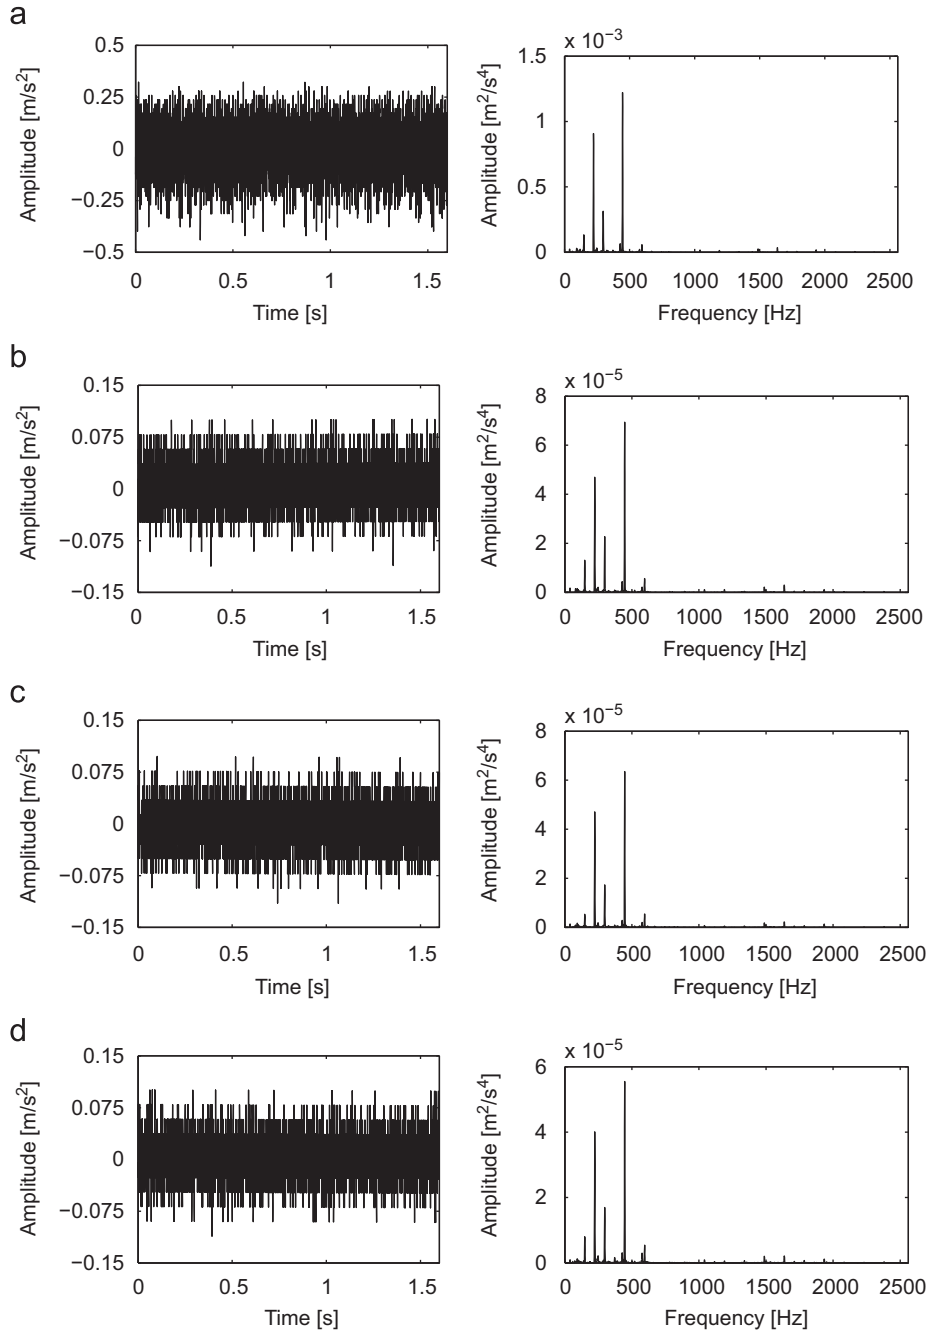 a
0.5
0.25
0
−0.25
−0.5
Amplitude [m/s²]
0 0.5 1 1.5
Time [s]
x 10⁻³
1.5
1
0.5
0
Amplitude [m²/s⁴]
0 500 1000 1500 2000 2500
Frequency [Hz]
b
0.15
0.075
0
−0.075
−0.15
Amplitude [m/s²]
0 0.5 1 1.5
Time [s]
x 10⁻⁵
8
6
4
2
0
Amplitude [m²/s⁴]
0 500 1000 1500 2000 2500
Frequency [Hz]
c
0.15
0.075
0
−0.075
−0.15
Amplitude [m/s²]
0 0.5 1 1.5
Time [s]
x 10⁻⁵
8
6
4
2
0
Amplitude [m²/s⁴]
0 500 1000 1500 2000 2500
Frequency [Hz]
d
0.15
0.075
0
−0.075
−0.15
Amplitude [m/s²]
0 0.5 1 1.5
Time [s]
x 10⁻⁵
6
4
2
0
Amplitude [m²/s⁴]
0 500 1000 1500 2000 2500
Frequency [Hz]